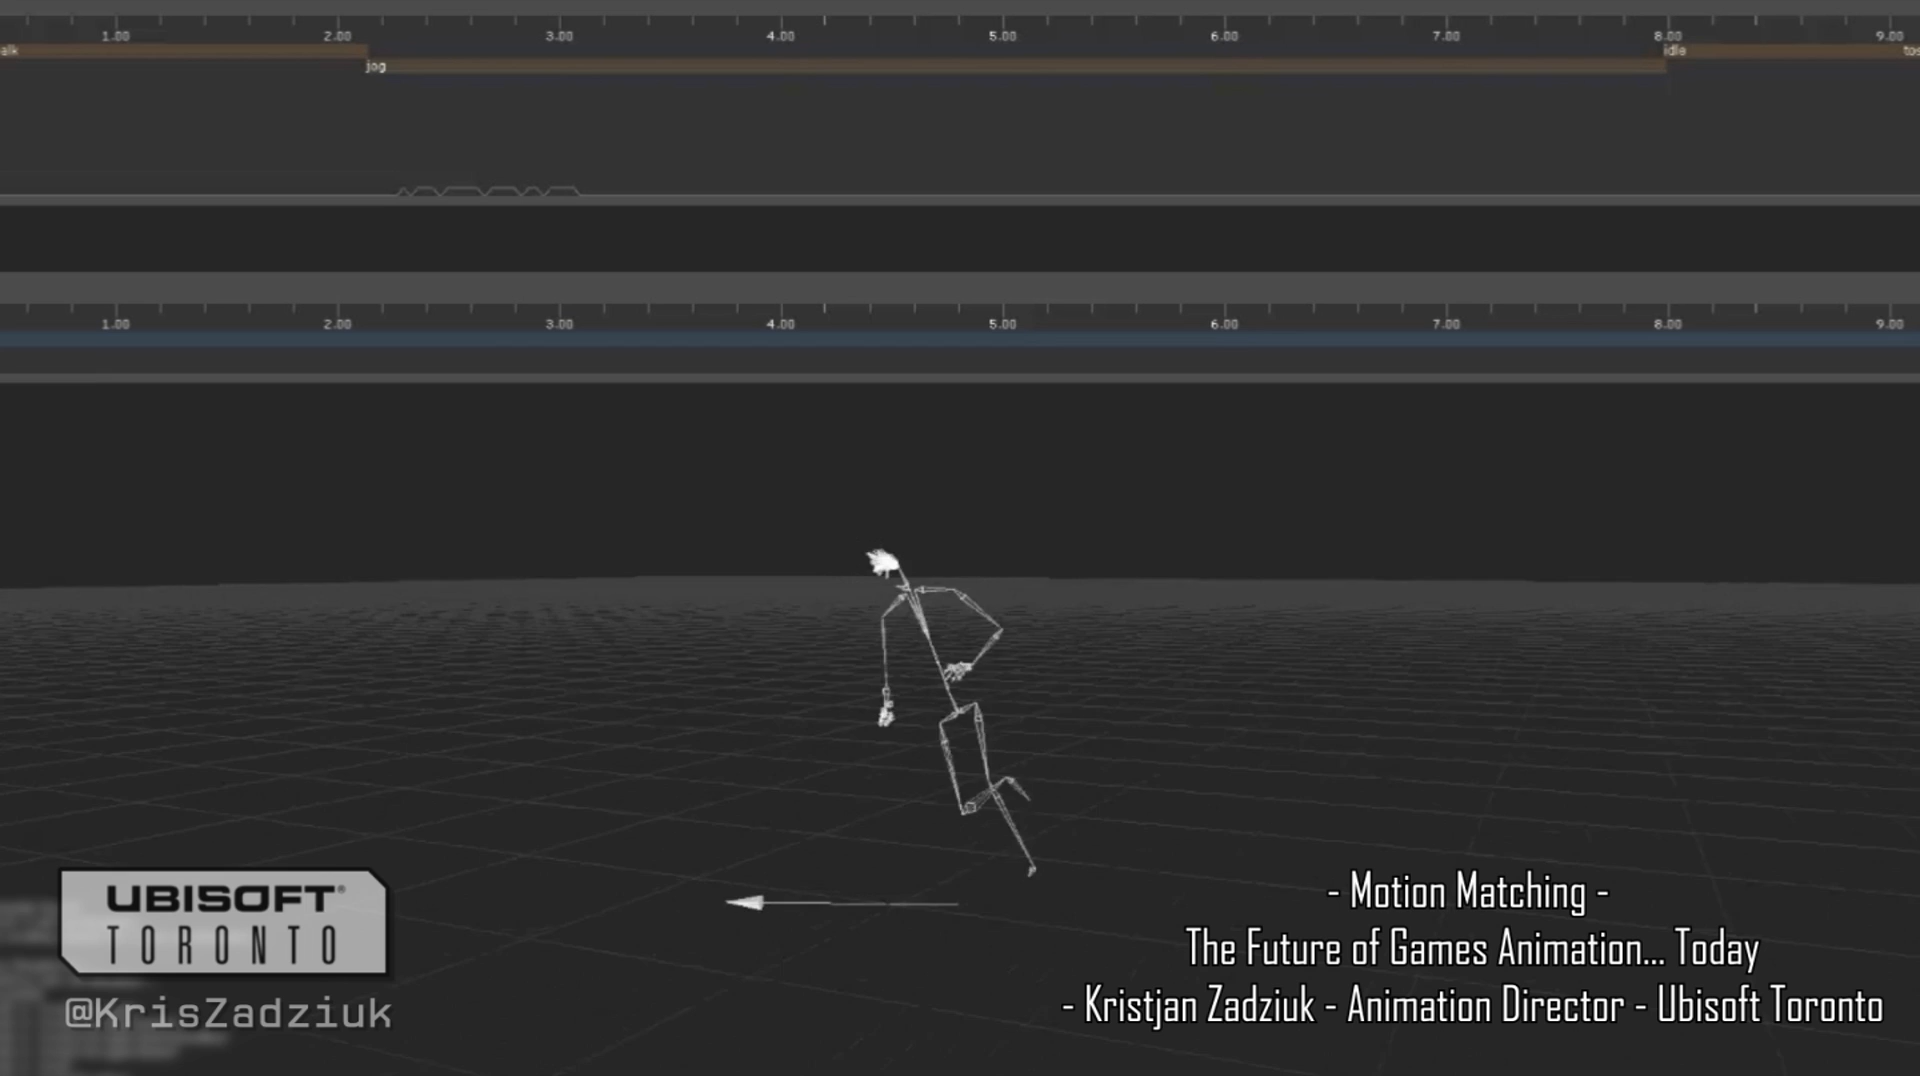 1.00 2.00 3.00 4.00 5.00 6.00 7.00 8.00 9.00
alk idle tos
jog
1.00 2.00 3.00 4.00 5.00 6.00 7.00 8.00 9.00
UBISOFT®
TORONTO
@KrisZadziuk
- Motion Matching -
The Future of Games Animation... Today
- Kristjan Zadziuk - Animation Director - Ubisoft Toronto